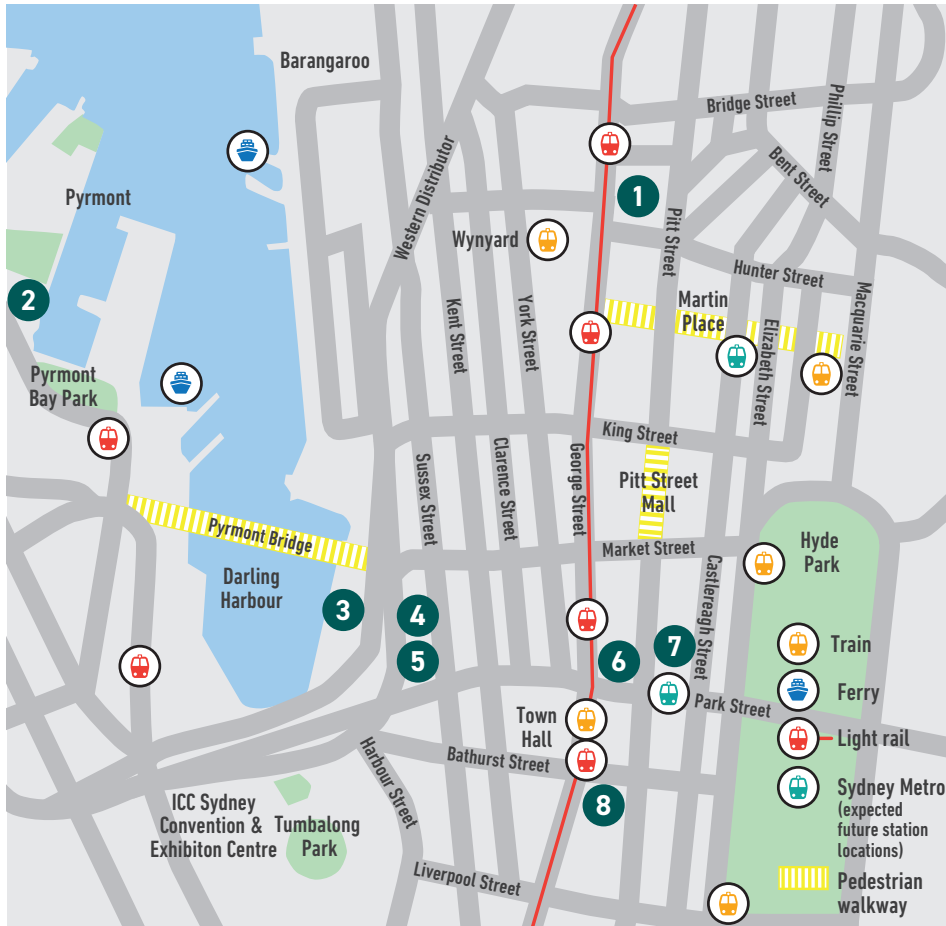 Barangaroo
Bridge Street
Phillip Street
Bent Street
Western Distributor
1
Pyrmont
Pitt Street
Wynyard
Hunter Street
2
Martin
Place
Kent Street
York Street
Elizabeth Street
Macquarie Street
Pyrmont
Bay Park
King Street
Sussex Street
Clarence Street
George Street
Pitt Street
Mall
Pyrmont Bridge
Market Street
Hyde
Park
Darling
Harbour
Castlereagh Street
3
4
5
6
7
Train
Ferry
Park Street
Town
Hall
Light rail
Harbour Street
Bathurst Street
8
Sydney Metro
(expected
future station
locations)
ICC Sydney
Convention &
Exhibiton Centre
Tumbalong
Park
Liverpool Street
Pedestrian
walkway